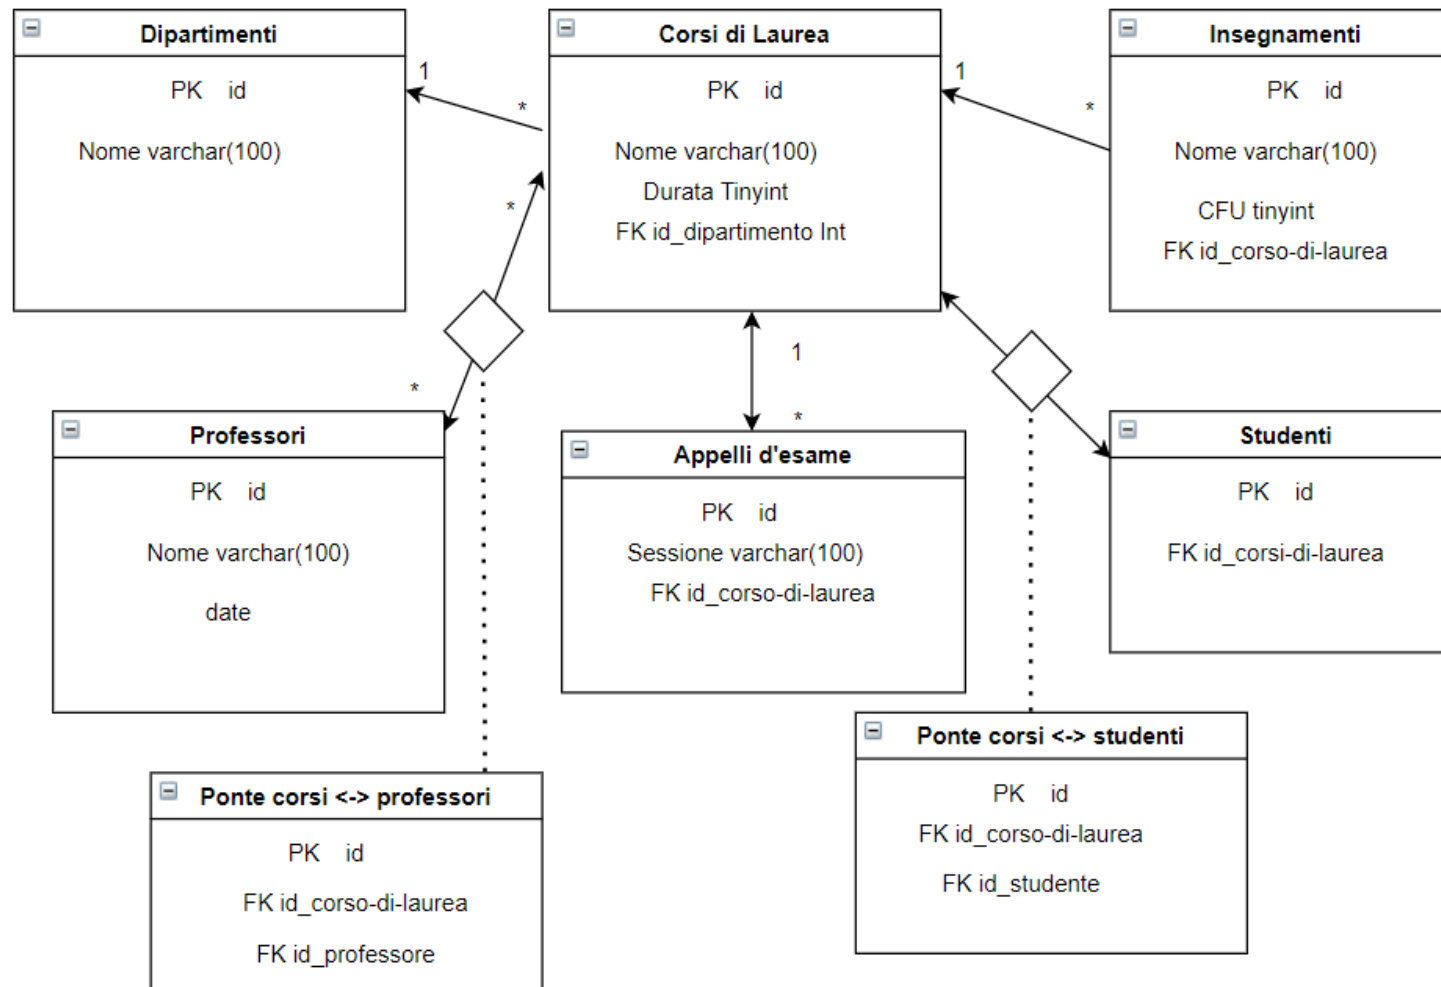 Dipartimenti
PK id
Nome varchar(100)
1
*
Corsi di Laurea
PK id
Nome varchar(100)
Durata Tinyint
FK id_dipartimento Int
1
*
Insegnamenti
PK id
Nome varchar(100)
CFU tinyint
FK id_corso-di-laurea
*
*
Professori
PK id
Nome varchar(100)
date
1
*
Appelli d'esame
PK id
Sessione varchar(100)
FK id_corso-di-laurea
Studenti
PK id
FK id_corsi-di-laurea
Ponte corsi <-> professori
PK id
FK id_corso-di-laurea
FK id_professore
Ponte corsi <-> studenti
PK id
FK id_corso-di-laurea
FK id_studente